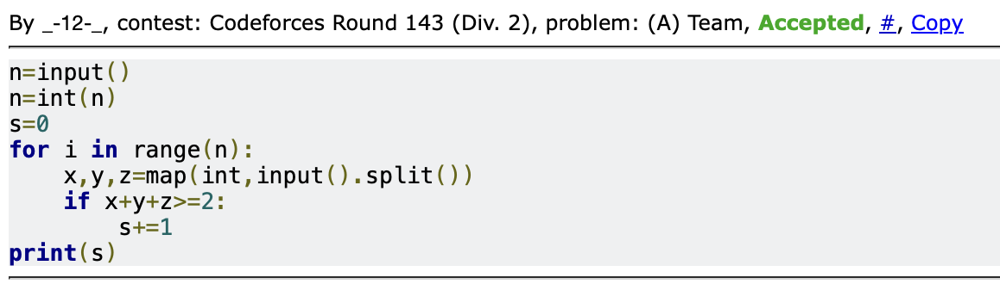 By _-12-_, contest: Codeforces Round 143 (Div. 2), problem: (A) Team, Accepted, #, Copy
n=input()
n=int(n)
s=0
for i in range(n):
    x,y,z=map(int,input().split())
    if x+y+z>=2:
        s+=1
print(s)